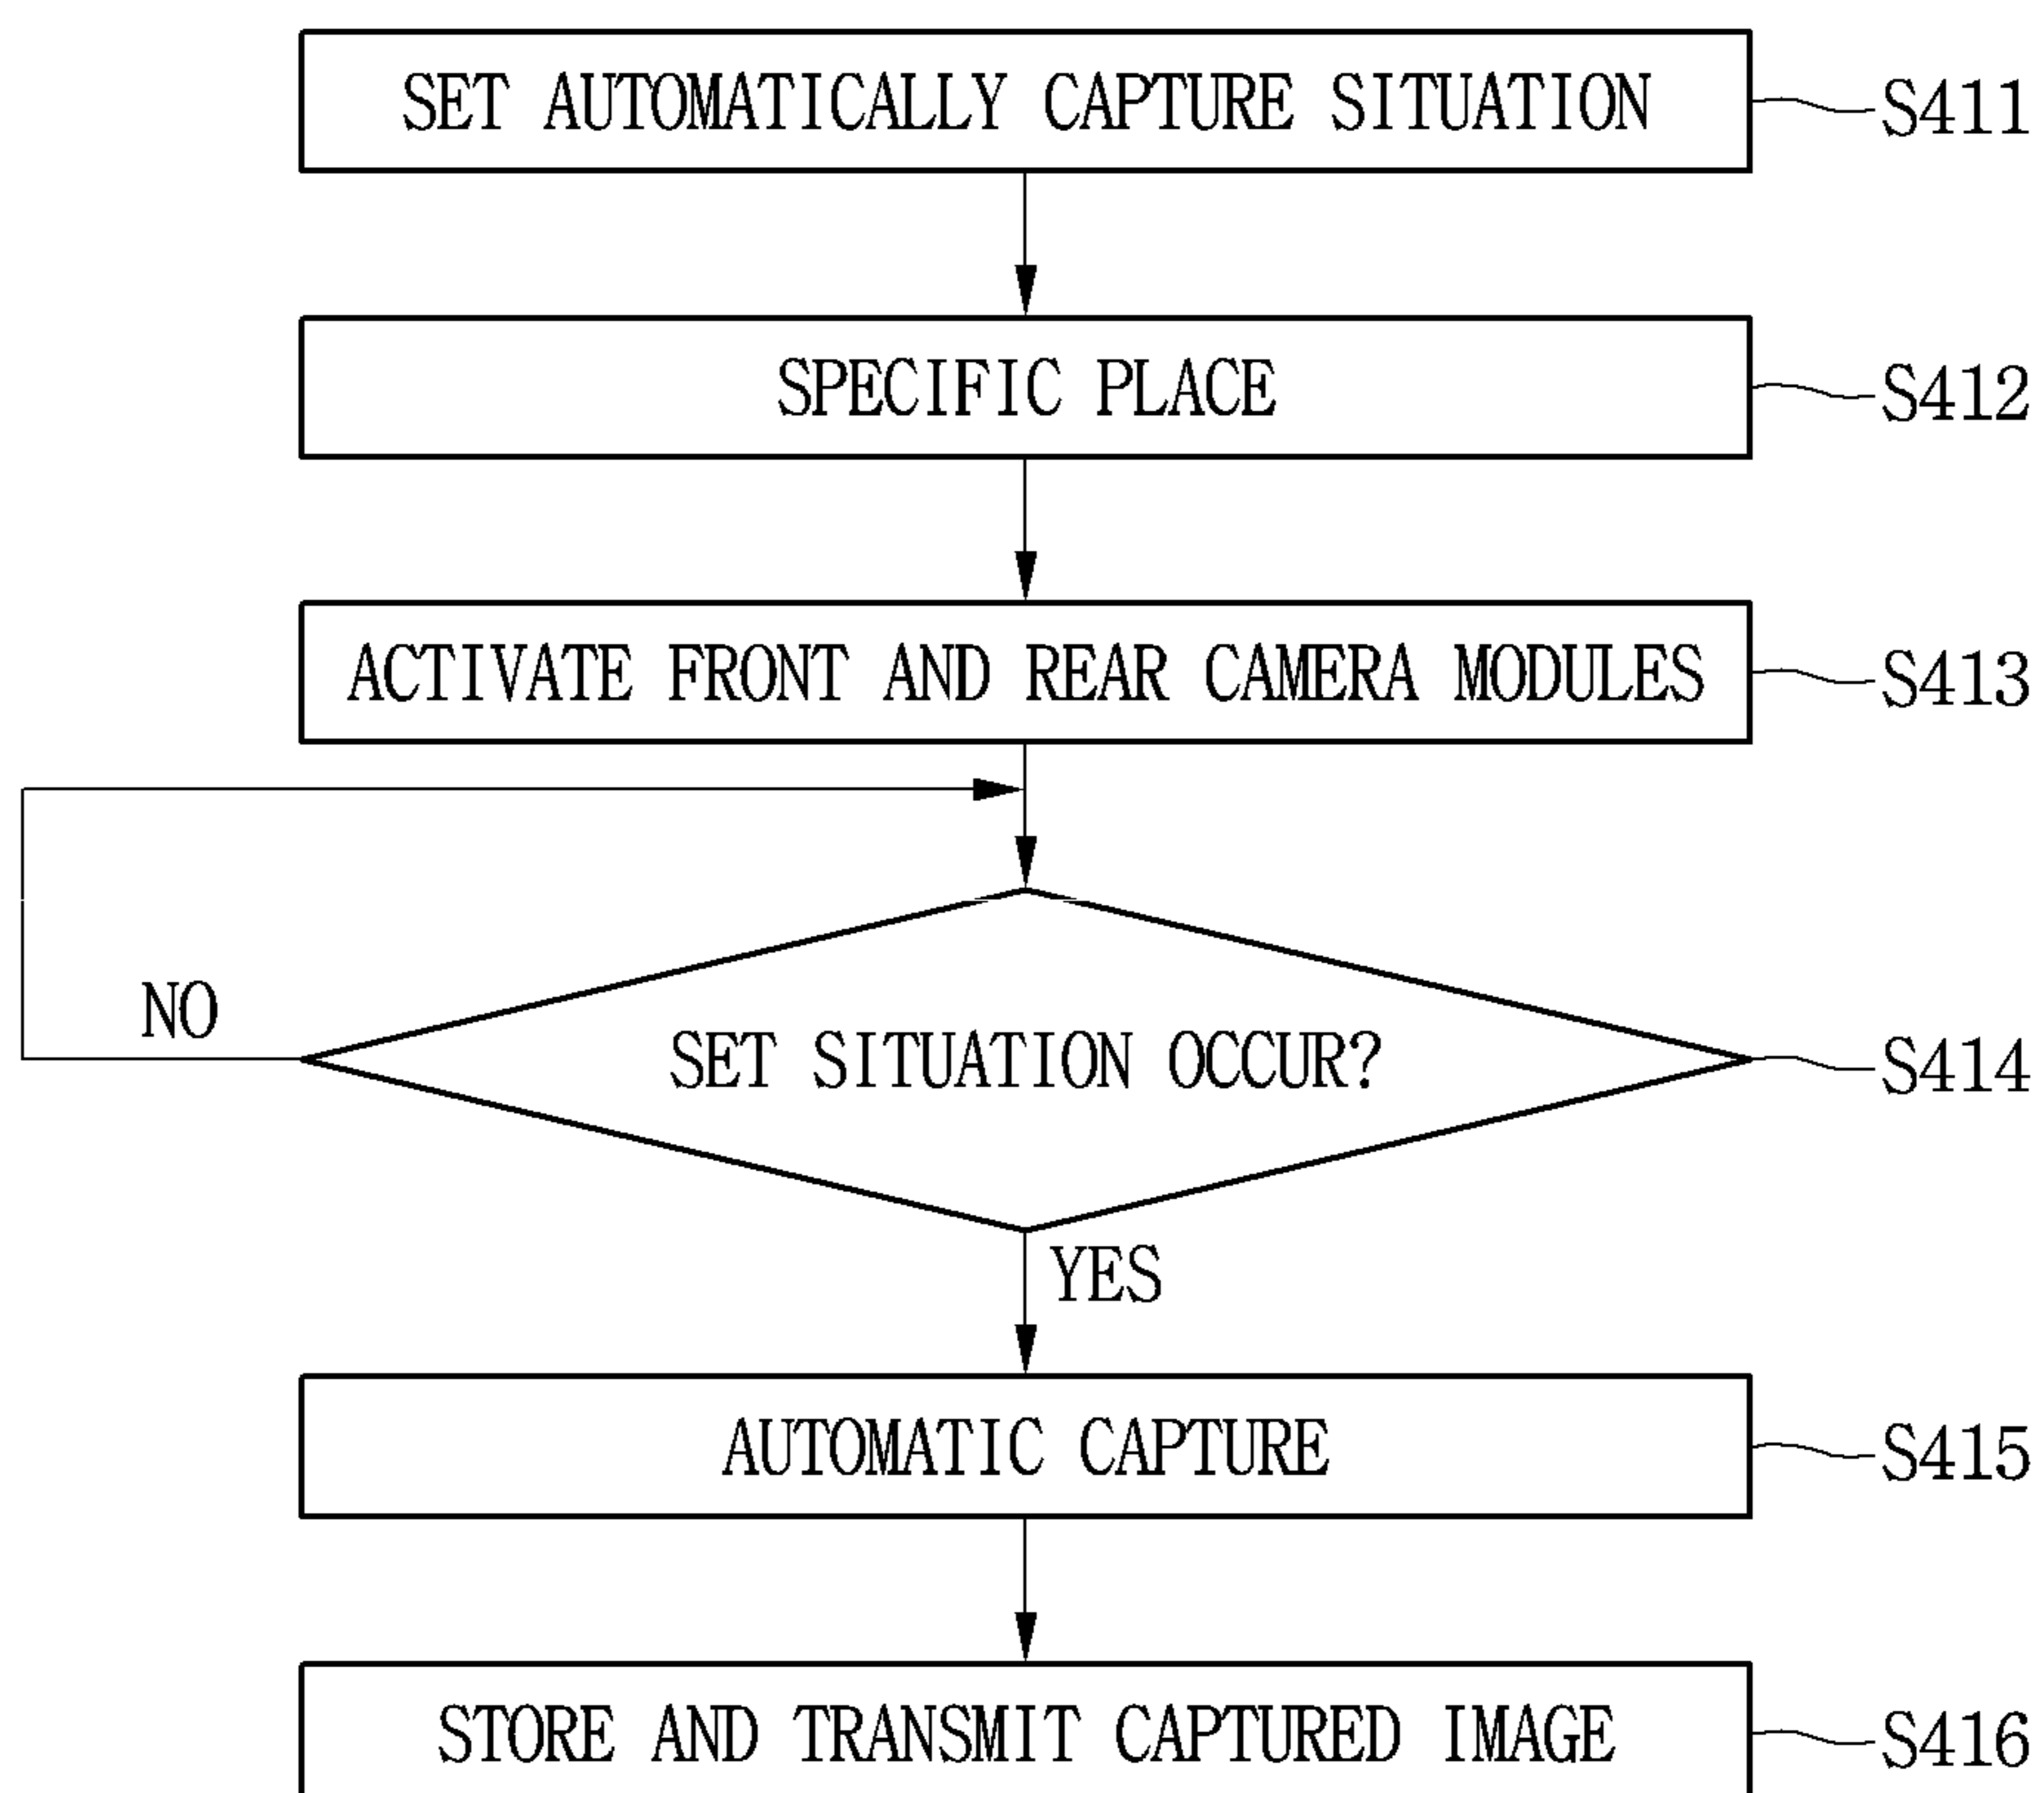 SET AUTOMATICALLY CAPTURE SITUATION S411
SPECIFIC PLACE S412
ACTIVATE FRONT AND REAR CAMERA MODULES S413
NO
SET SITUATION OCCUR? S414
YES
AUTOMATIC CAPTURE S415
STORE AND TRANSMIT CAPTURED IMAGE S416